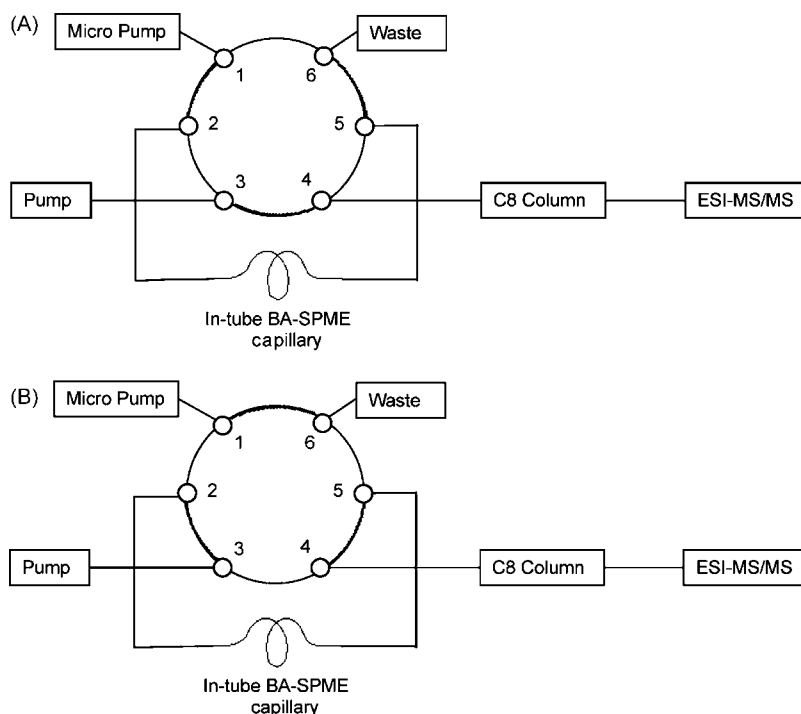 (A)
Micro Pump
Waste
1
6
2
5
3
4
Pump
C8 Column
ESI-MS/MS
In-tube BA-SPME
capillary
(B)
Micro Pump
Waste
1
6
2
5
3
4
Pump
C8 Column
ESI-MS/MS
In-tube BA-SPME
capillary